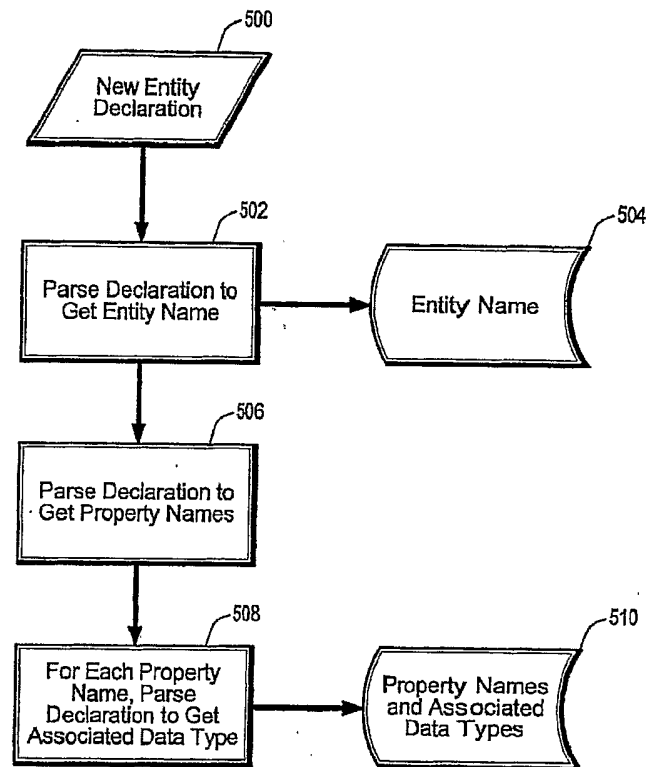 500
New Entity
Declaration
502
504
Parse Declaration to
Get Entity Name
Entity Name
506
Parse Declaration to
Get Property Names
508
510
For Each Property
Name, Parse
Declaration to Get
Associated Data Type
Property Names
and Associated
Data Types